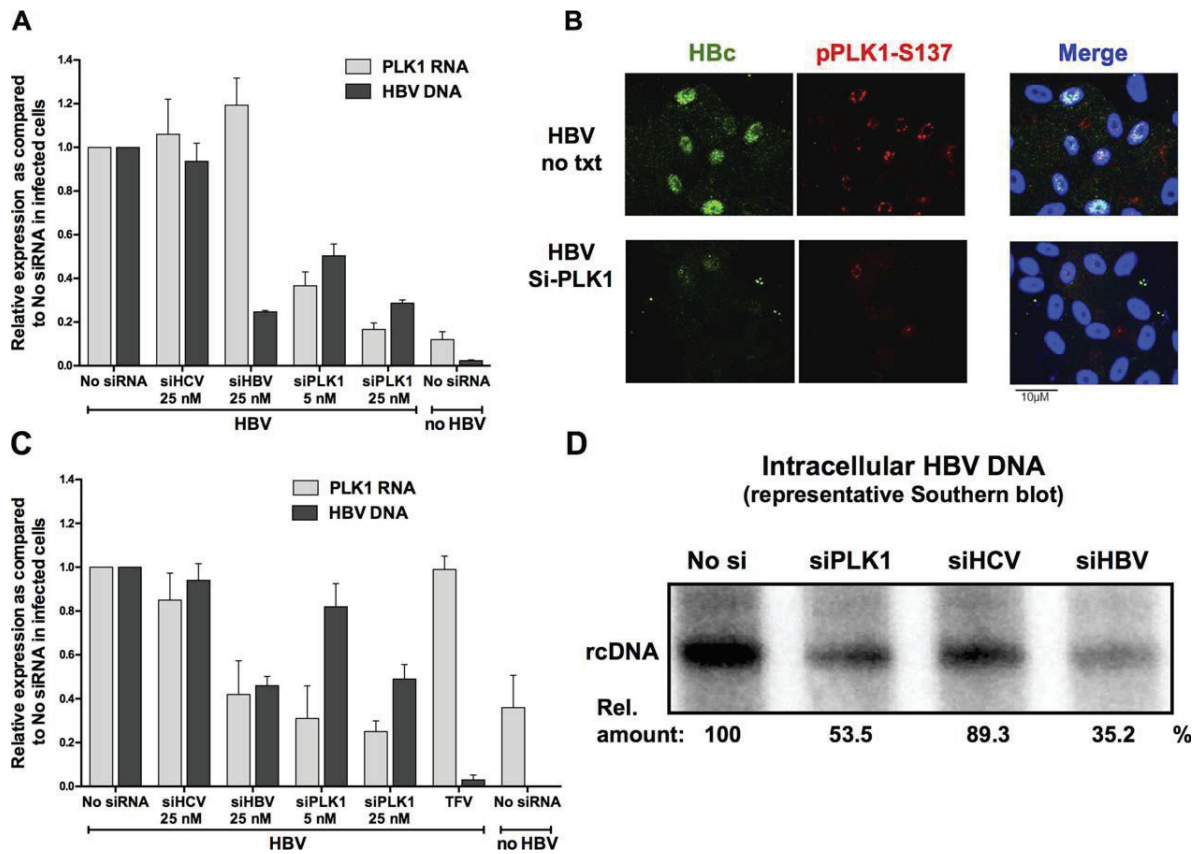 A
Relative expression as compared
to No siRNA in infected cells
1.4
1.2
1.0
0.8
0.6
0.4
0.2
0.0
PLK1 RNA
HBV DNA
No siRNA siHCV siHBV siPLK1 siPLK1 No siRNA
25 nM 25 nM 5 nM 25 nM
HBV no HBV
B
HBc pPLK1-S137 Merge
HBV
no txt
HBV
Si-PLK1
10µM
C
Relative expression as compared
to No siRNA in infected cells
1.4
1.2
1.0
0.8
0.6
0.4
0.2
0.0
PLK1 RNA
HBV DNA
No siRNA siHCV siHBV siPLK1 siPLK1 TFV No siRNA
25 nM 25 nM 5 nM 25 nM
HBV no HBV
D
Intracellular HBV DNA
(representative Southern blot)
No si siPLK1 siHCV siHBV
rcDNA
Rel.
amount: 100 53.5 89.3 35.2 %